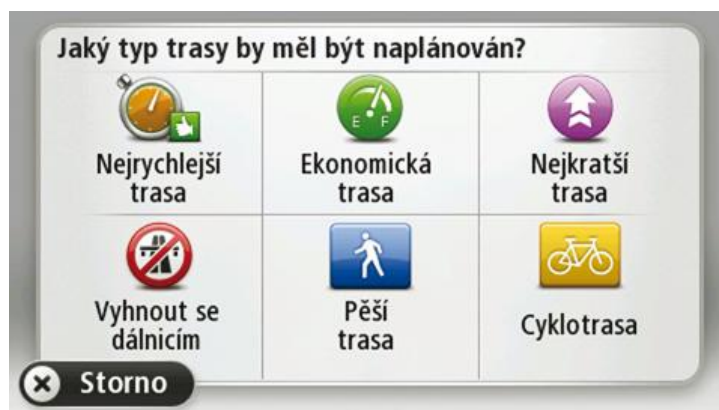 Jaký typ trasy by měl být naplánován?
Nejrychlejší
trasa
E F
Ekonomická
trasa
Nejkratší
trasa
Vyhnout se
dálnicím
Pěší
trasa
Cyklotrasa
Storno